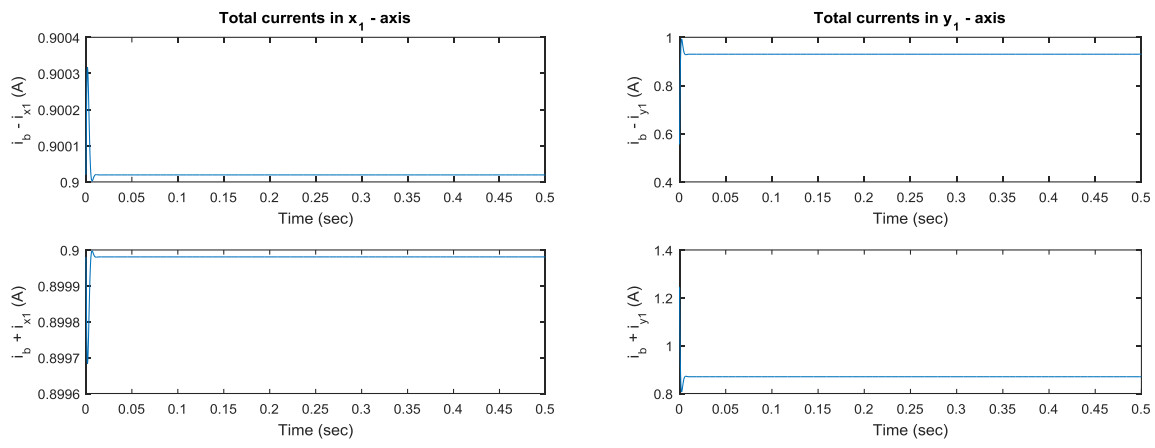 Total currents in x1 - axis
0.9004
0.9003
0.9002
0.9001
0.9
ib - ix1 (A)
0 0.05 0.1 0.15 0.2 0.25 0.3 0.35 0.4 0.45 0.5
Time (sec)
Total currents in y1 - axis
1
0.8
0.6
0.4
ib - iy1 (A)
0 0.05 0.1 0.15 0.2 0.25 0.3 0.35 0.4 0.45 0.5
Time (sec)
0.9
0.8999
0.8998
0.8997
0.8996
ib + ix1 (A)
0 0.05 0.1 0.15 0.2 0.25 0.3 0.35 0.4 0.45 0.5
Time (sec)
1.4
1.2
1
0.8
ib + iy1 (A)
0 0.05 0.1 0.15 0.2 0.25 0.3 0.35 0.4 0.45 0.5
Time (sec)